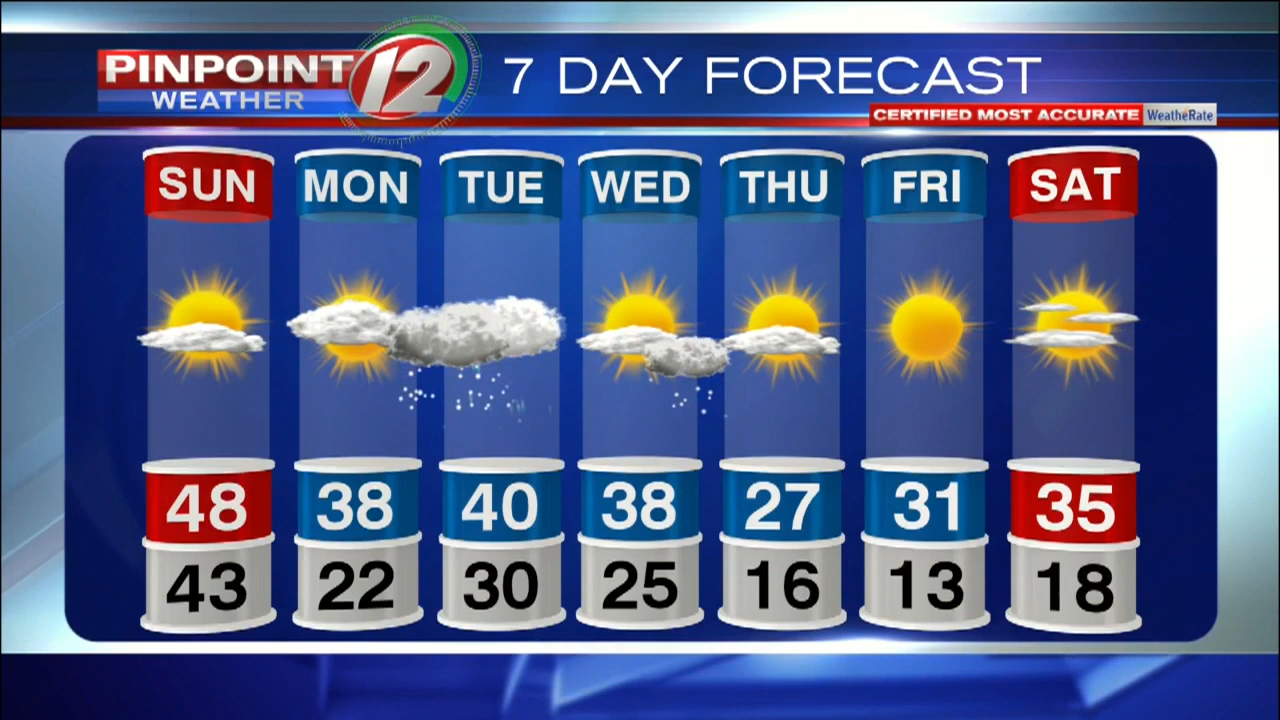 PINPOINT
WEATHER
12
7 DAY FORECAST
CERTIFIED MOST ACCURATE WeatheRate
SUN MON TUE WED THU FRI SAT
48 38 40 38 27 31 35
43 22 30 25 16 13 18